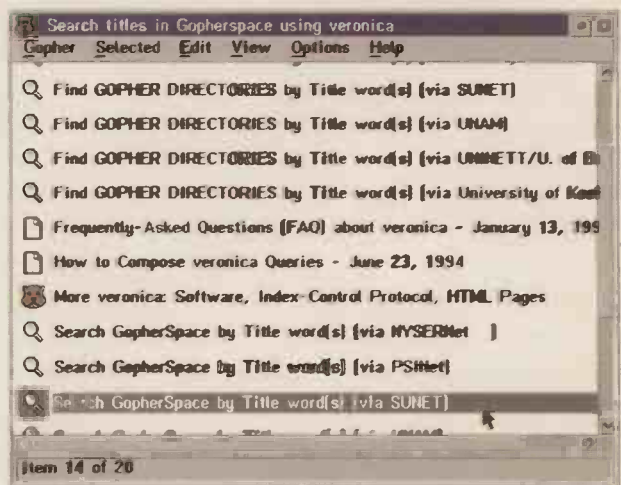 Search titles in Gopherspace using veronica
Gopher Selected Edit View Options Help
Find GOPHER DIRECTORIES by Title word(s) (via SUNET)
Find GOPHER DIRECTORIES by Title word(s) (via UNAM)
Find GOPHER DIRECTORIES by Title word(s) (via UNINETT/U. of
Find GOPHER DIRECTORIES by Title word(s) (via University of
Frequently-Asked Questions (FAQ) about veronica - January 13, 199
How to Compose veronica Queries - June 23, 1994
More veronica: Software, Index-Control Protocol, HTML Pages
Search GopherSpace by Title word(s) (via NYSERNet )
Search GopherSpace by Title word(s) (via PSINet)
Search GopherSpace by Title word(s) (via SUNET)
Item 14 of 20